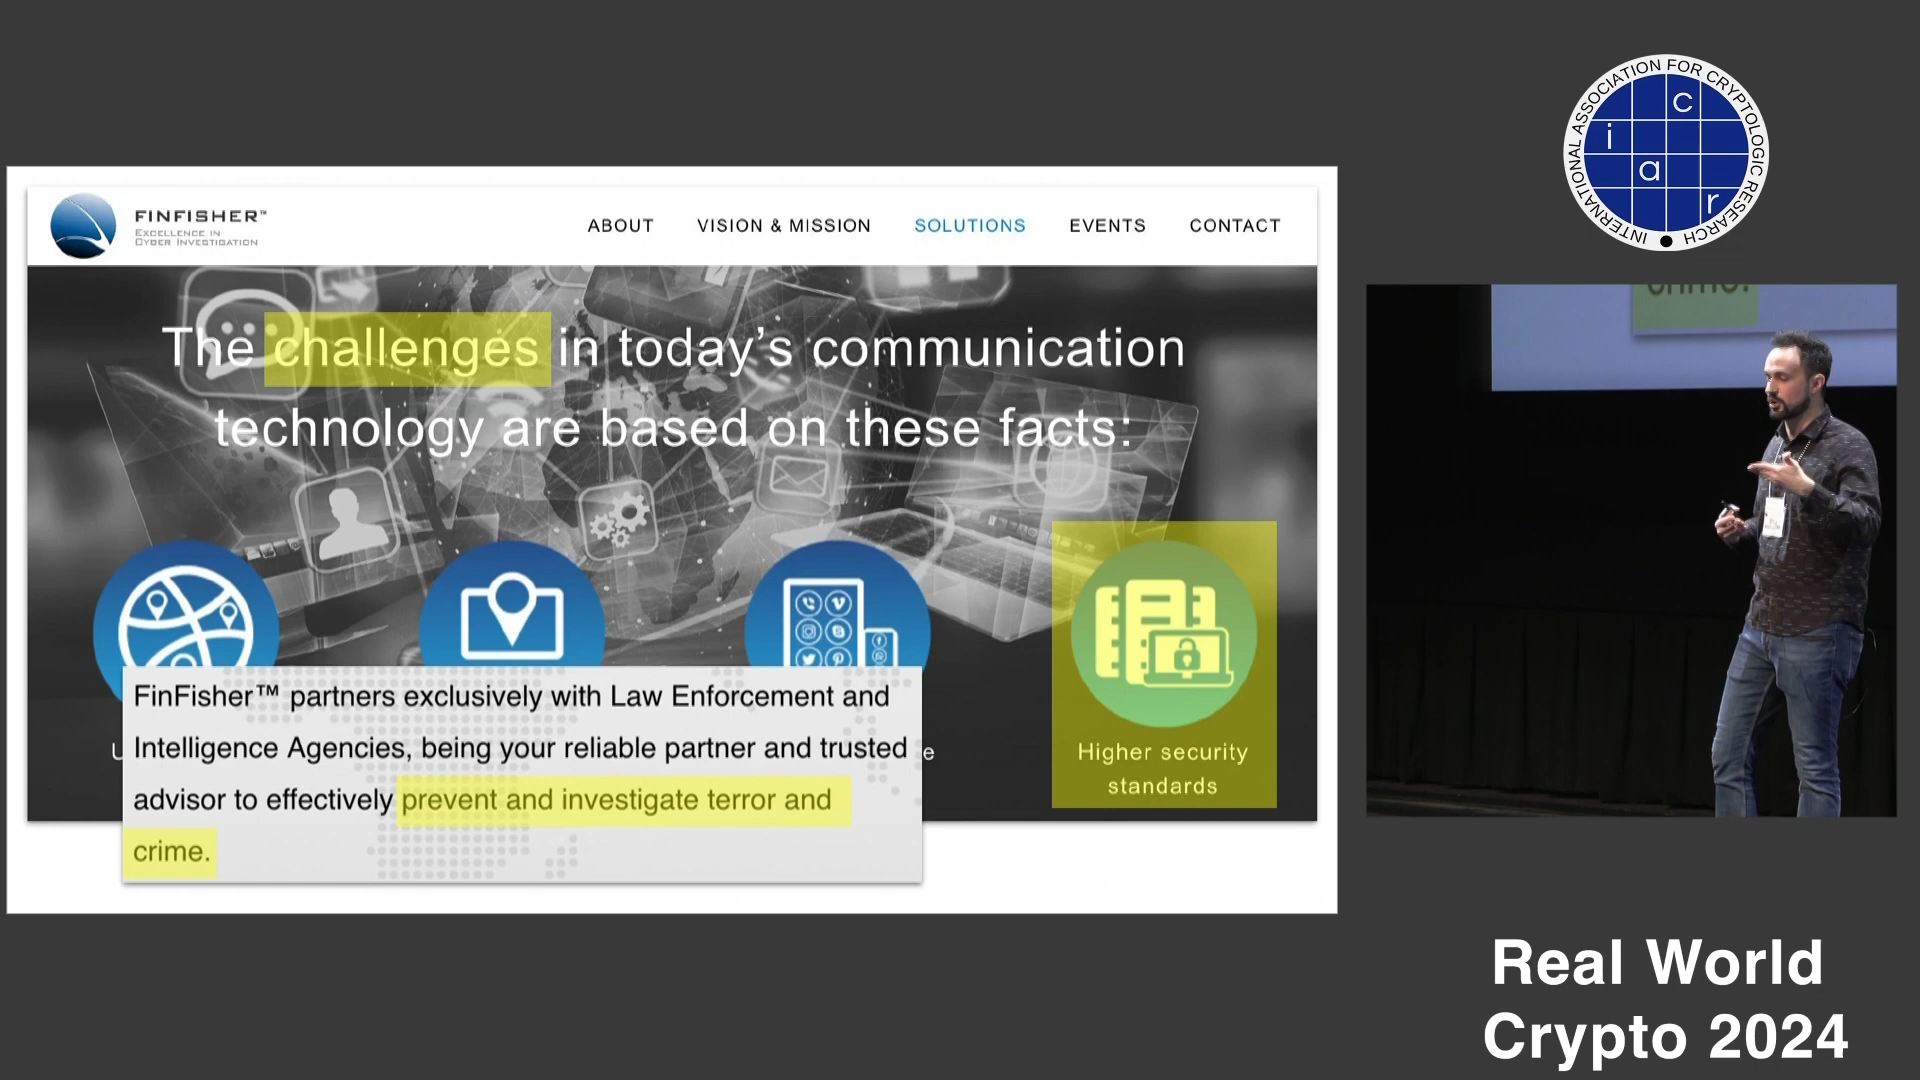 FINFISHER™
EXCELLENCE IN
CYBER INVESTIGATION
ABOUT
VISION & MISSION
SOLUTIONS
EVENTS
CONTACT
The challenges in today’s communication
technology are based on these facts:
FinFisher™ partners exclusively with Law Enforcement and
Intelligence Agencies, being your reliable partner and trusted
advisor to effectively prevent and investigate terror and
crime.
Higher security
standards
INTERNATIONAL ASSOCIATION FOR CRYPTOLOGIC RESEARCH
i a c r
crime.
Real World
Crypto 2024